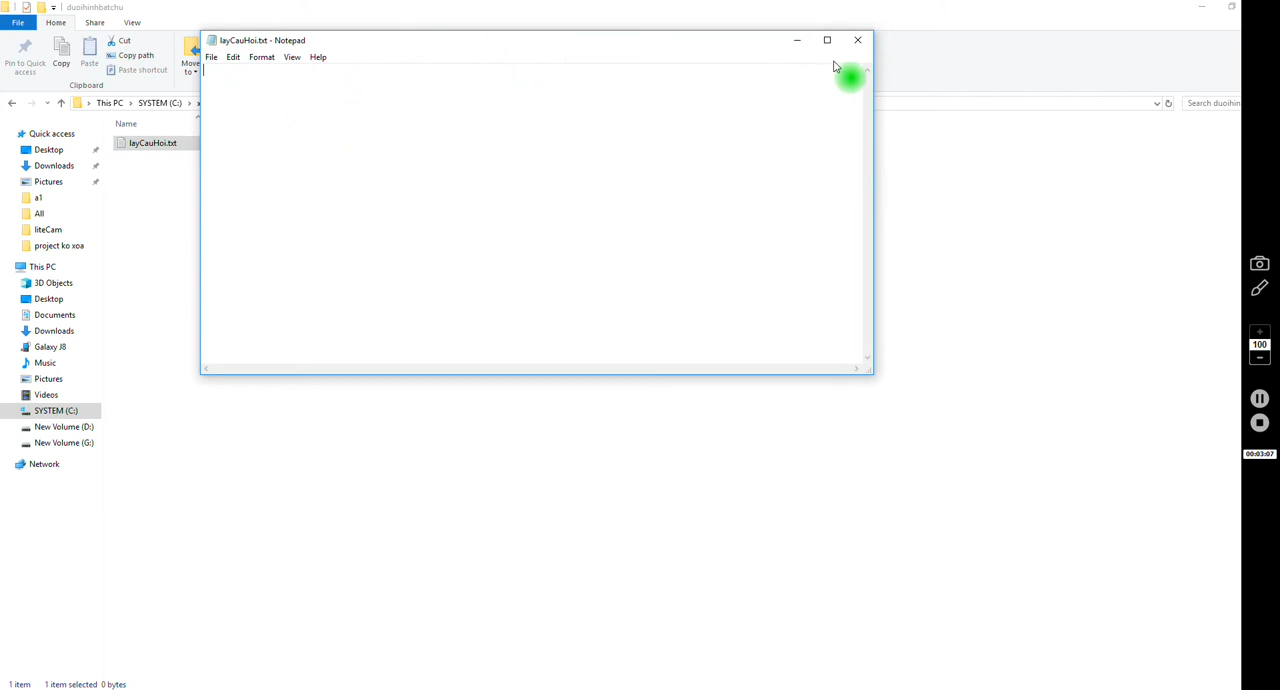 duoihinhbatchu
File Home Share View
Pin to Quick access
Copy
Paste
Cut
Copy path
Paste shortcut
Move to
Clipboard
layCauHoi.txt - Notepad
File Edit Format View Help
This PC > SYSTEM (C:) >
Search duoihin
Name
layCauHoi.txt
Quick access
Desktop
Downloads
Pictures
a1
All
liteCam
project ko xoa
This PC
3D Objects
Desktop
Documents
Downloads
Galaxy J8
Music
Pictures
Videos
SYSTEM (C:)
New Volume (D:)
New Volume (G:)
Network
1 item 1 item selected 0 bytes
100
00:03:07